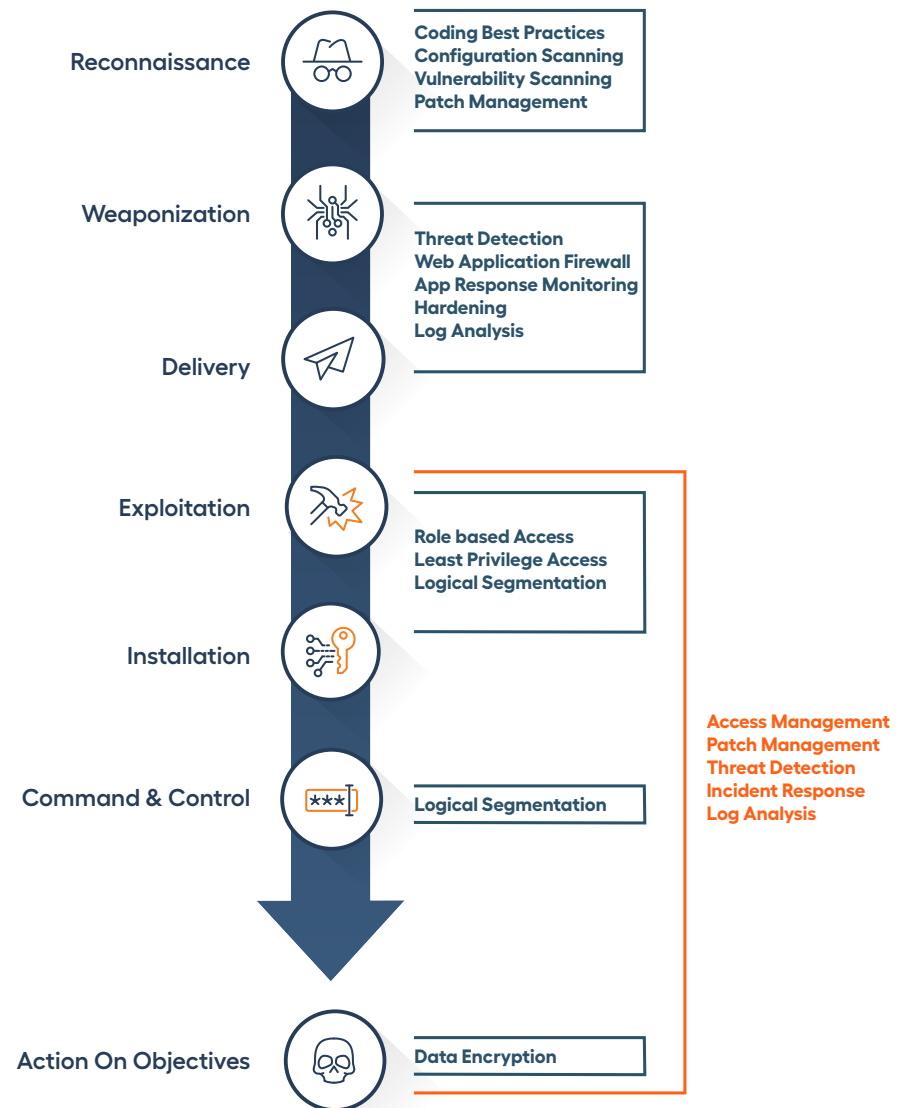 Reconnaissance
Coding Best Practices
Configuration Scanning
Vulnerability Scanning
Patch Management
Weaponization
Threat Detection
Web Application Firewall
App Response Monitoring
Hardening
Log Analysis
Delivery
Exploitation
Role based Access
Least Privilege Access
Logical Segmentation
Installation
Access Management
Patch Management
Threat Detection
Incident Response
Log Analysis
Command & Control
***
Logical Segmentation
Action On Objectives
Data Encryption